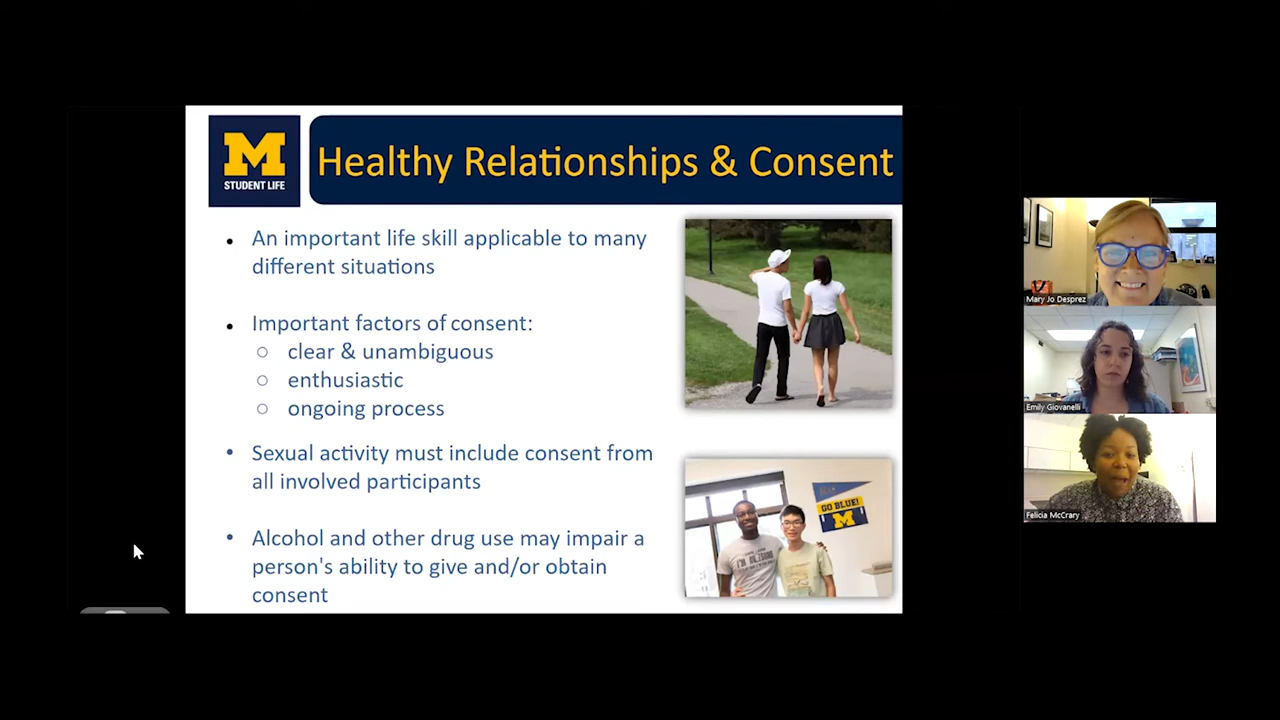 M
STUDENT LIFE
Healthy Relationships & Consent
• An important life skill applicable to many
different situations
• Important factors of consent:
○ clear & unambiguous
○ enthusiastic
○ ongoing process
• Sexual activity must include consent from
all involved participants
• Alcohol and other drug use may impair a
person's ability to give and/or obtain
consent
GO BLUE!
M
Mary Jo Desprez
Emily Giovanelli
Felicia McCrary